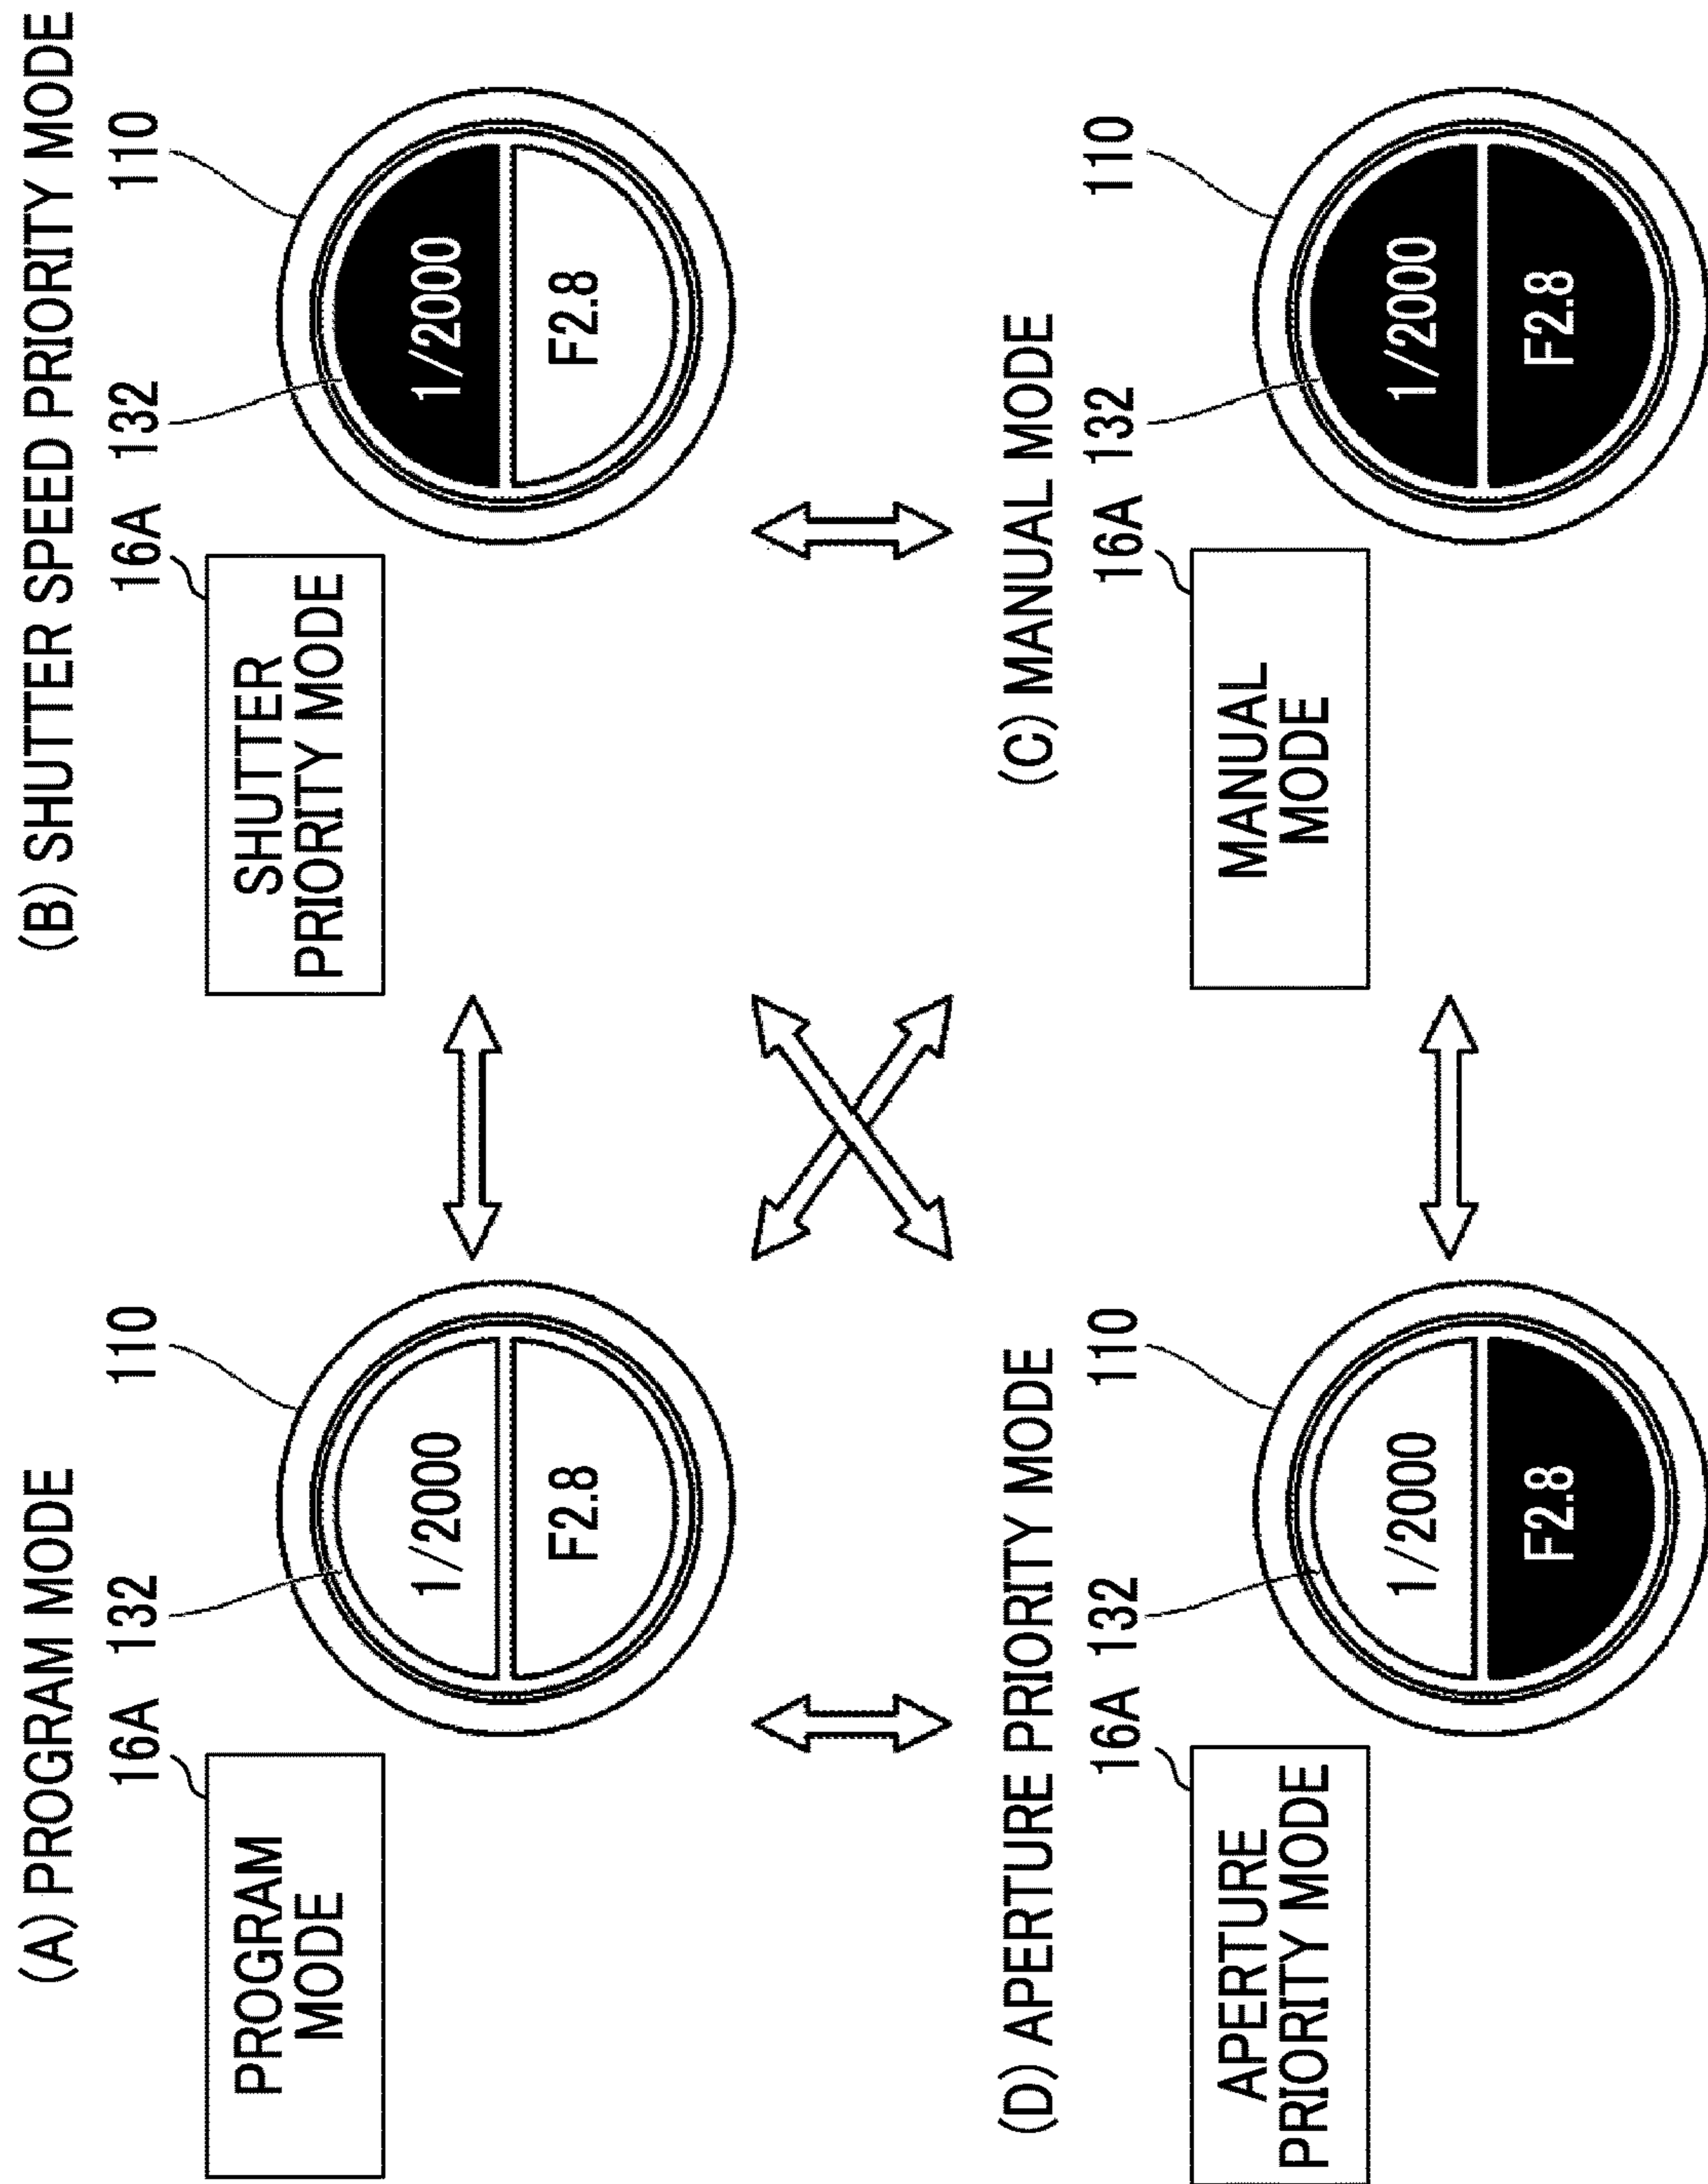 (A) PROGRAM MODE
16A 132 110
PROGRAM
MODE
1/2000
F2.8
(B) SHUTTER SPEED PRIORITY MODE
16A 132 110
SHUTTER
PRIORITY MODE
1/2000
F2.8
(D) APERTURE PRIORITY MODE
16A 132 110
APERTURE
PRIORITY MODE
1/2000
F2.8
(C) MANUAL MODE
16A 132 110
MANUAL
MODE
1/2000
F2.8